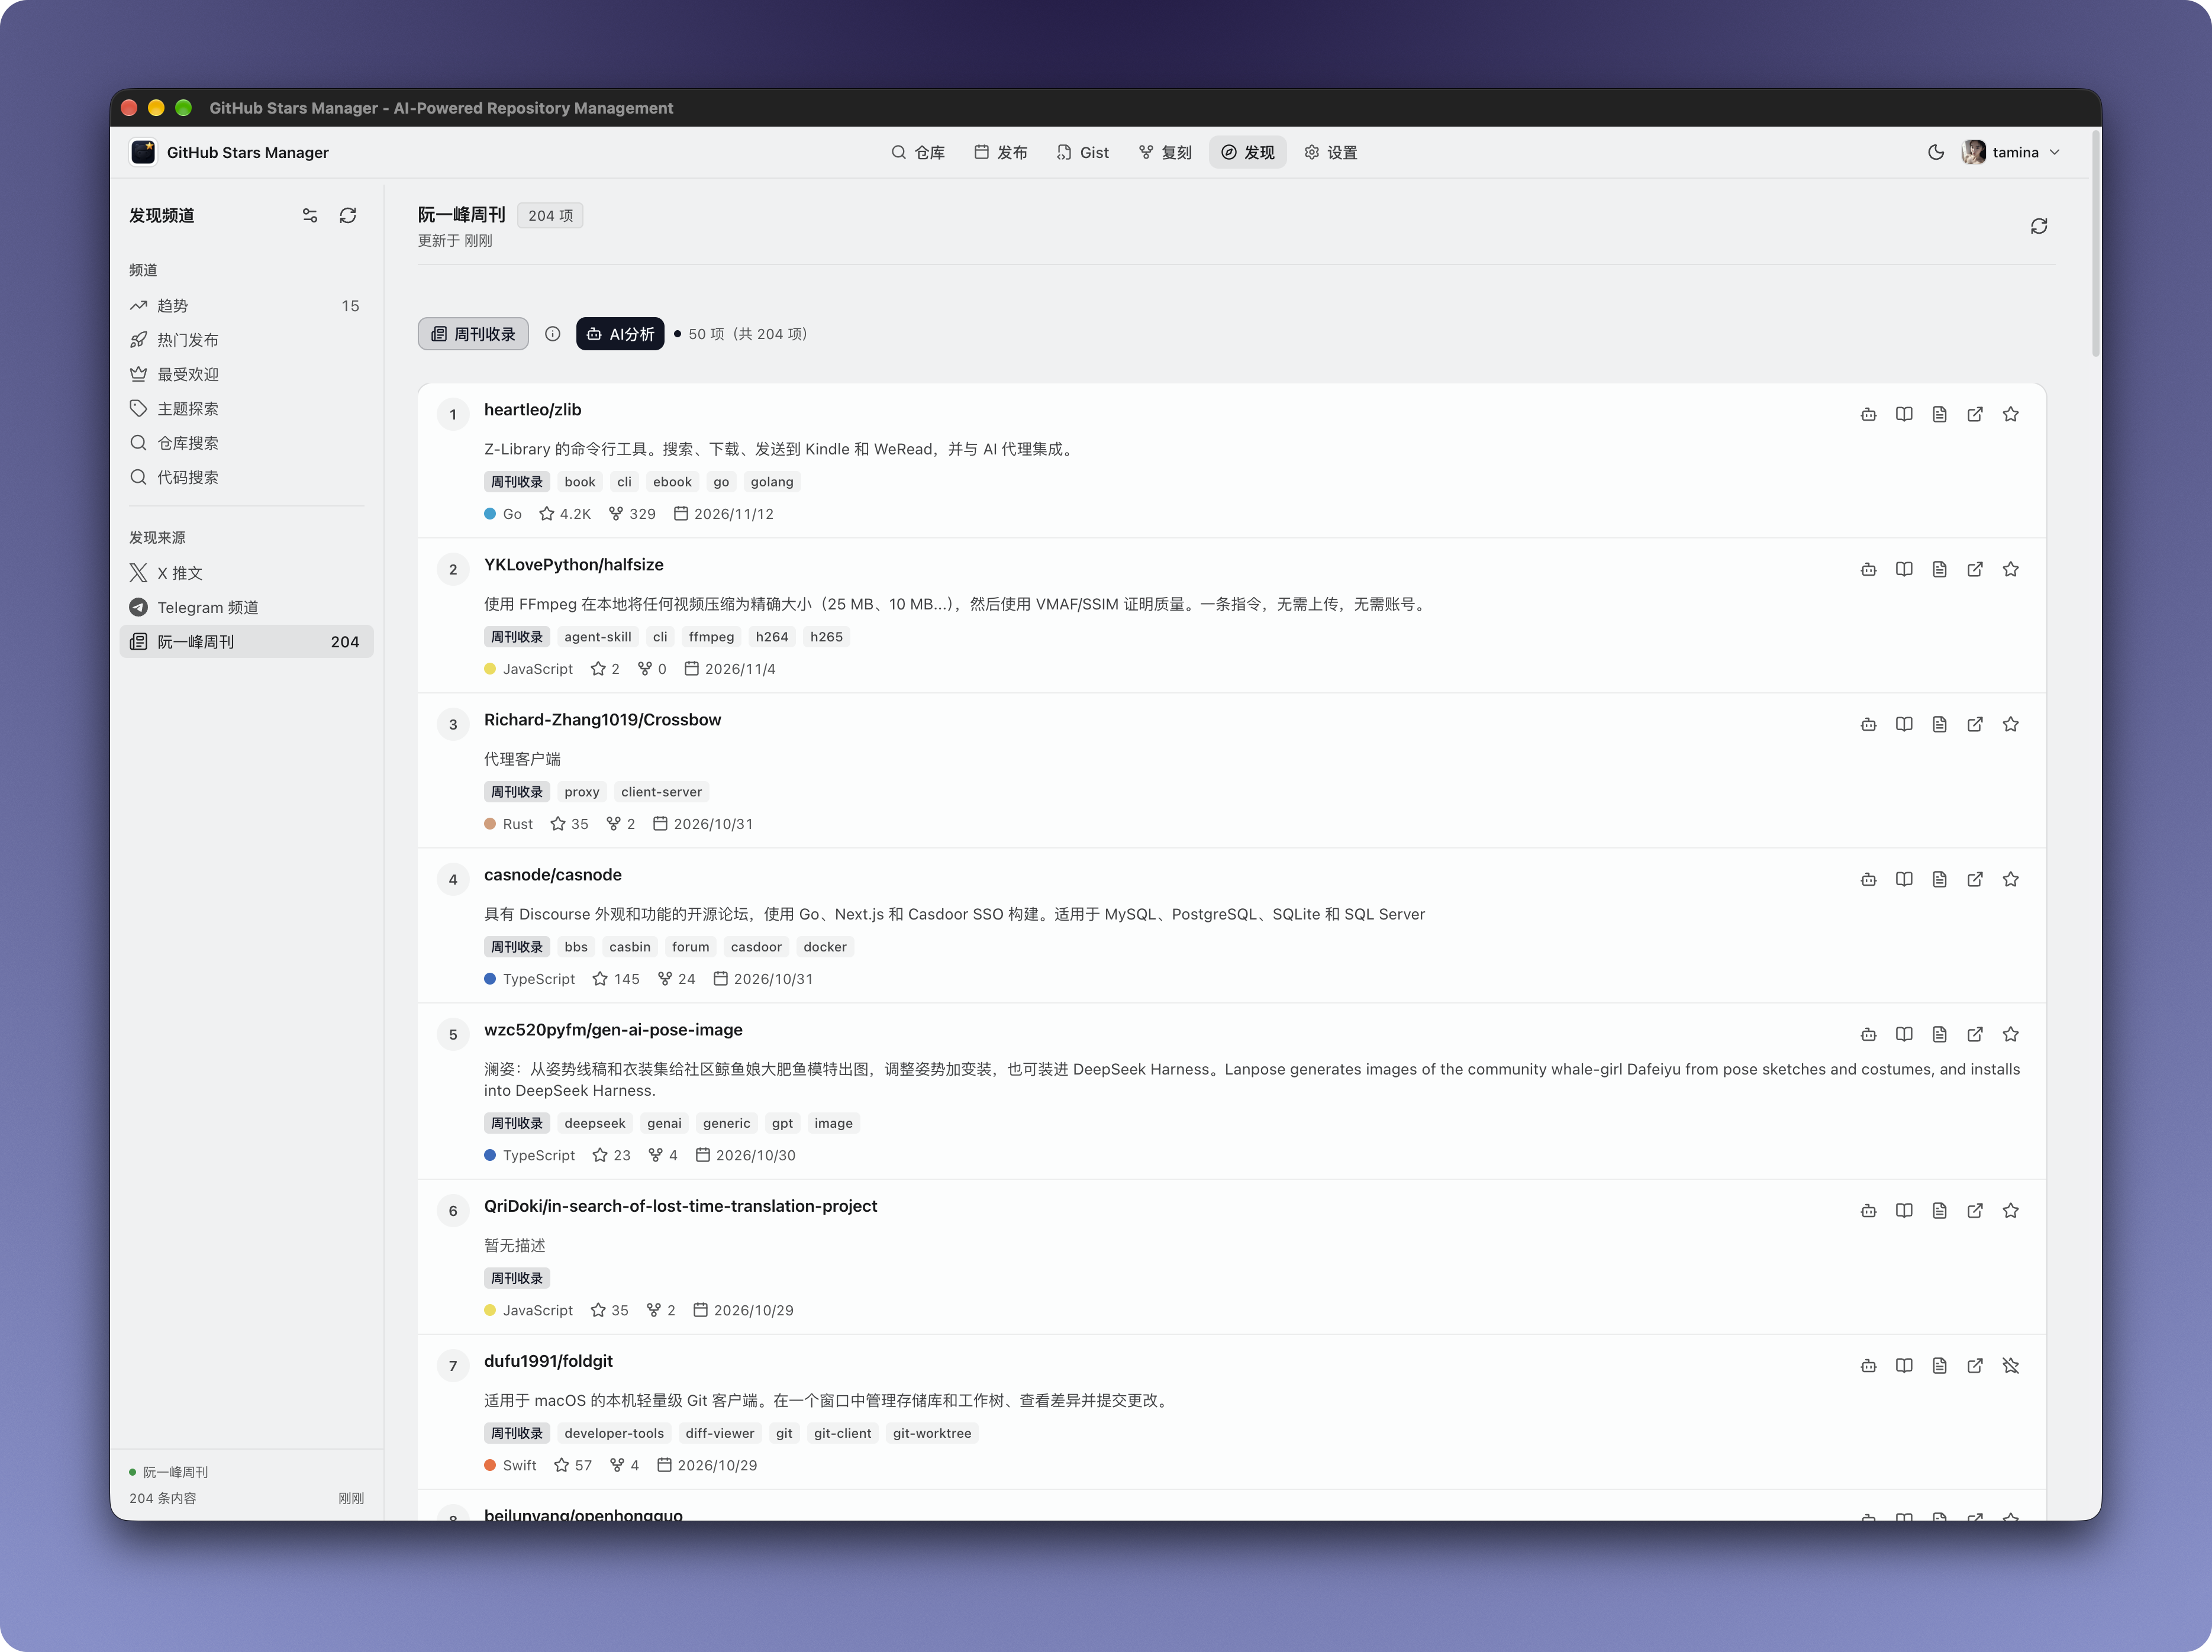 GitHub Stars Manager - AI-Powered Repository Management
GitHub Stars Manager
仓库
发布
Gist
复刻
发现
设置
tamina
发现频道
频道
趋势 15
热门发布
最受欢迎
主题探索
仓库搜索
代码搜索
发现来源
X 推文
Telegram 频道
阮一峰周刊 204
阮一峰周刊
204 条内容 刚刚
阮一峰周刊 204 项
更新于 刚刚
周刊收录 AI分析 50 项（共 204 项）
1 heartleo/zlib
Z-Library 的命令行工具。搜索、下载、发送到 Kindle 和 WeRead，并与 AI 代理集成。
周刊收录 book cli ebook go golang
Go 4.2K 329 2026/11/12
2 YKLovePython/halfsize
使用 FFmpeg 在本地将任何视频压缩为精确大小（25 MB、10 MB...），然后使用 VMAF/SSIM 证明质量。一条指令，无需上传，无需账号。
周刊收录 agent-skill cli ffmpeg h264 h265
JavaScript 2 0 2026/11/4
3 Richard-Zhang1019/Crossbow
代理客户端
周刊收录 proxy client-server
Rust 35 2 2026/10/31
4 casnode/casnode
具有 Discourse 外观和功能的开源论坛，使用 Go、Next.js 和 Casdoor SSO 构建。适用于 MySQL、PostgreSQL、SQLite 和 SQL Server
周刊收录 bbs casbin forum casdoor docker
TypeScript 145 24 2026/10/31
5 wzc520pyfm/gen-ai-pose-image
澜姿：从姿势线稿和衣装集给社区鲸鱼娘大肥鱼模特出图，调整姿势加变装，也可装进 DeepSeek Harness。Lanpose generates images of the community whale-girl Dafeiyu from pose sketches and costumes, and installs
into DeepSeek Harness.
周刊收录 deepseek genai generic gpt image
TypeScript 23 4 2026/10/30
6 QriDoki/in-search-of-lost-time-translation-project
暂无描述
周刊收录
JavaScript 35 2 2026/10/29
7 dufu1991/foldgit
适用于 macOS 的本机轻量级 Git 客户端。在一个窗口中管理存储库和工作树、查看差异并提交更改。
周刊收录 developer-tools diff-viewer git git-client git-worktree
Swift 57 4 2026/10/29
8 beilunyang/openhongguo